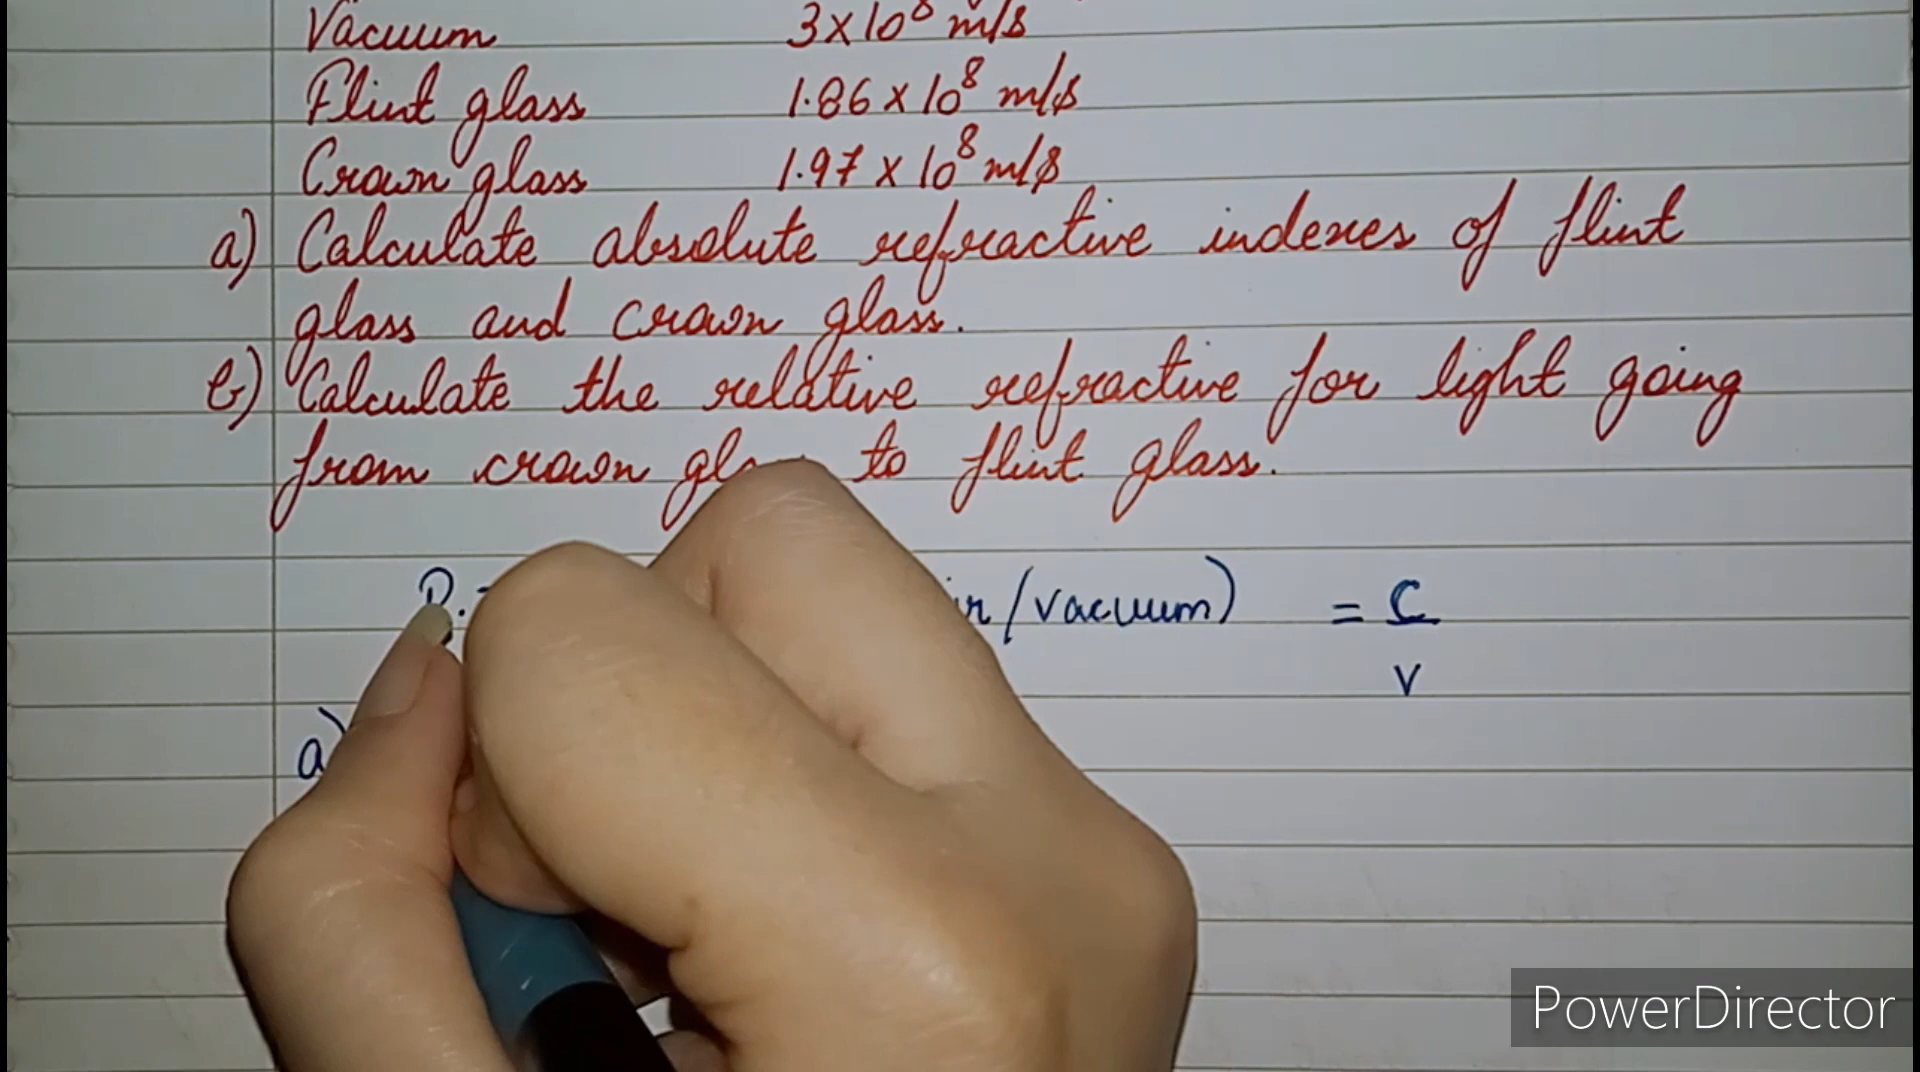 Vacuum 3x10⁸ m/s
Flint glass 1.86 x 10⁸ m/s
Crown glass 1.97 x 10⁸ m/s
a) Calculate absolute refractive indexes of flint
glass and crown glass.
b) Calculate the relative refractive for light going
from crown to flint glass.
/vacuum) = c
v
a)
PowerDirector